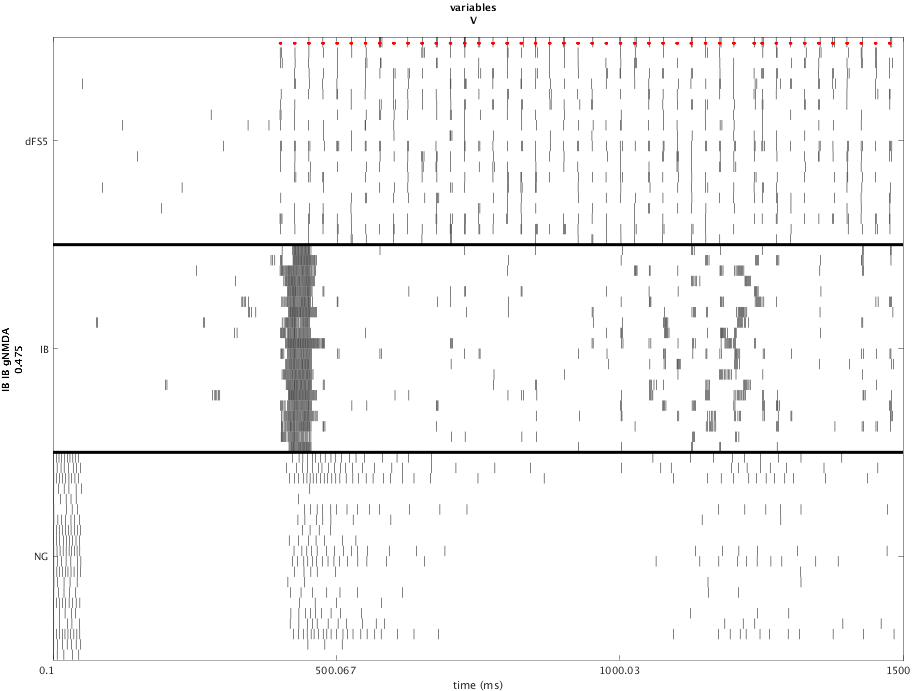 variables
V
dFS5
IB IB gNMDA
0.475
IB
NG
0.1
500.067
1000.03
1500
time (ms)